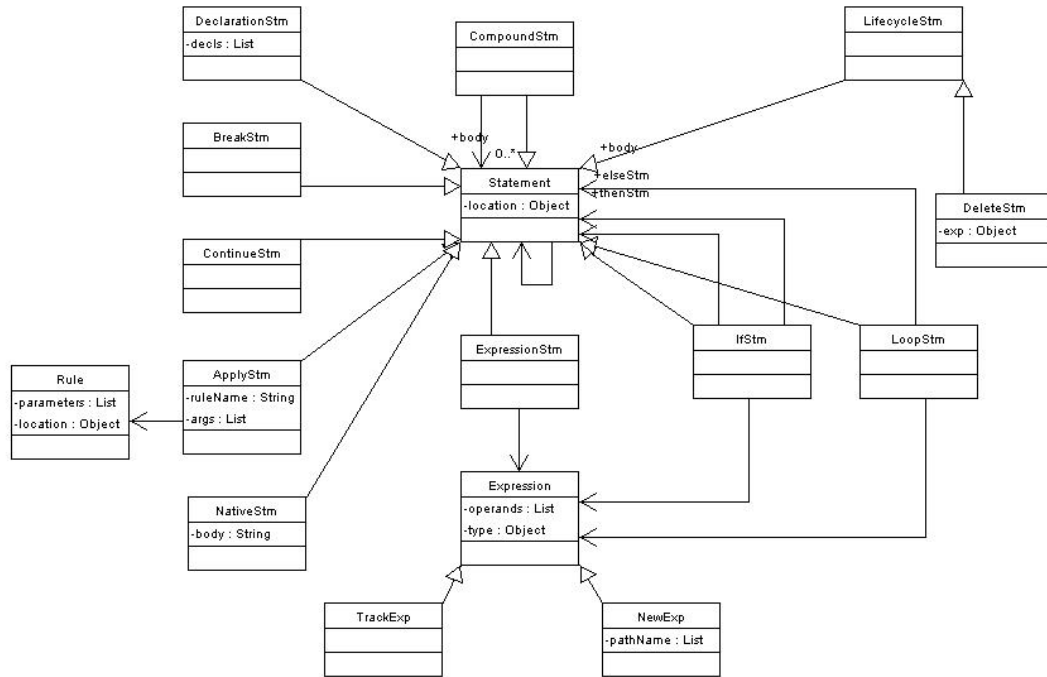 DeclarationStm
-decls : List
CompoundStm
LifecycleStm
BreakStm
+body
0..*
+body
Statement
-location : Object
+elseStm
+thenStm
DeleteStm
-exp : Object
ContinueStm
ExpressionStm
IfStm
LoopStm
Rule
-parameters : List
-location : Object
ApplyStm
-ruleName : String
-args : List
Expression
-operands : List
-type : Object
NativeStm
-body : String
TrackExp
NewExp
-pathName : List